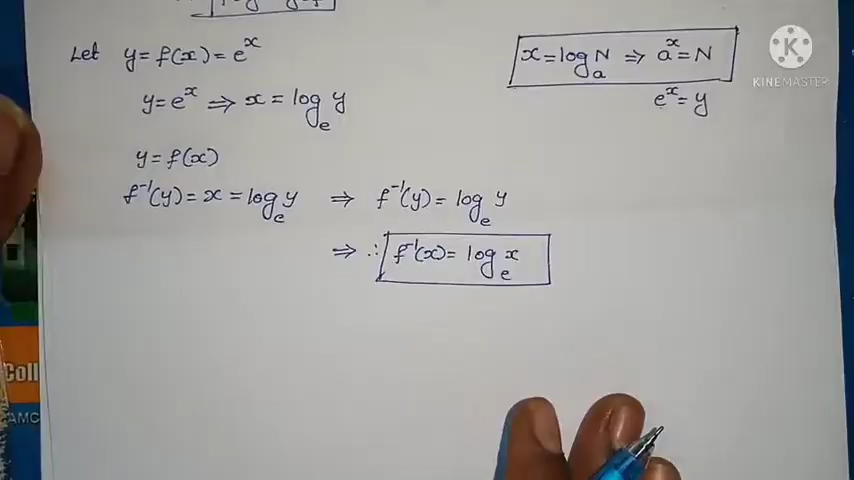 Let y = f(x) = e^x
x = log_a N ⇒ a^x = N
KINEMASTER
y = e^x ⇒ x = log_e y
e^x = y
y = f(x)
f^-1(y) = x = log_e y ⇒ f^-1(y) = log_e y
⇒ ∴ f^-1(x) = log_e x
Coll
AMC